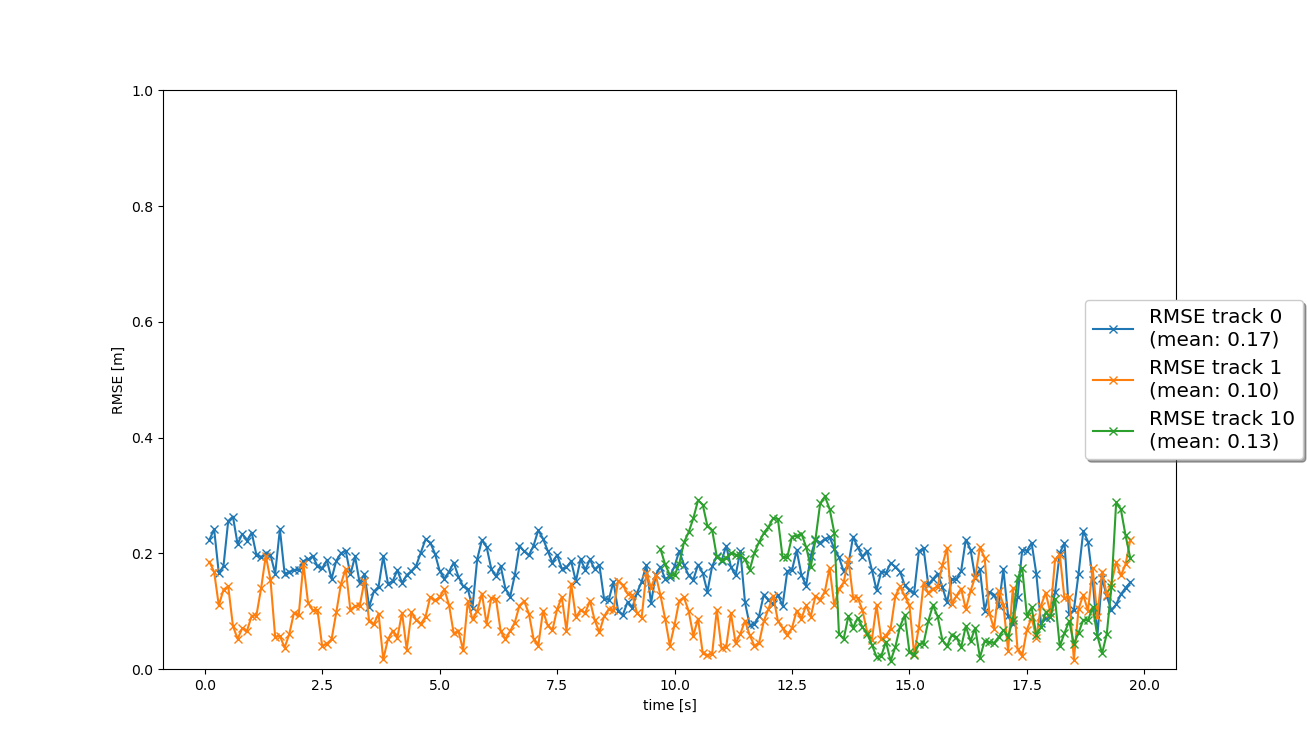 1.0
0.8
0.6
0.4
0.2
0.0
RMSE [m]
0.0 2.5 5.0 7.5 10.0 12.5 15.0 17.5 20.0
time [s]
RMSE track 0
(mean: 0.17)
RMSE track 1
(mean: 0.10)
RMSE track 10
(mean: 0.13)